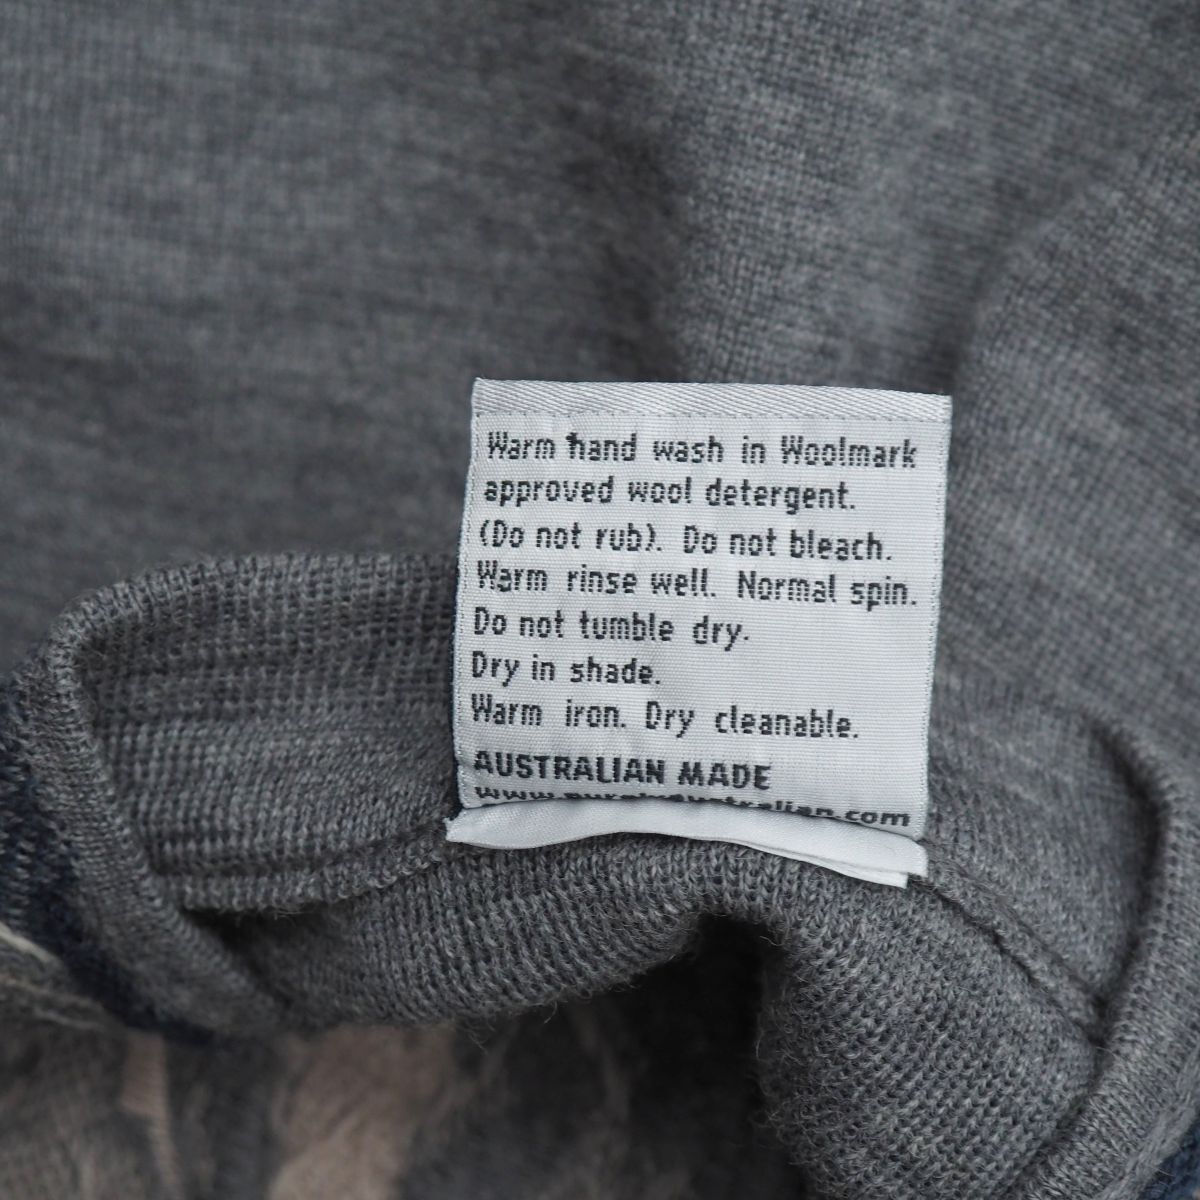 Warm hand wash in Woolmark
approved wool detergent.
(Do not rub). Do not bleach.
Warm rinse well. Normal spin.
Do not tumble dry.
Dry in shade.
Warm iron. Dry cleanable.
AUSTRALIAN MADE